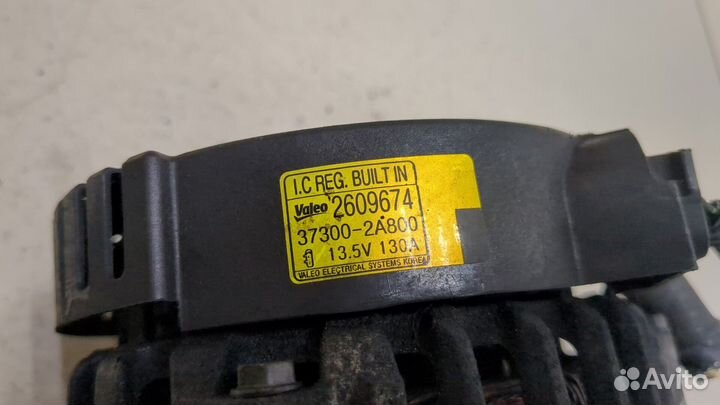 I.C REG. BUILT IN
Valeo 2609674
37300-2A800
13.5V 130A
VALEO ELECTRICAL SYSTEMS KOREA
Avito